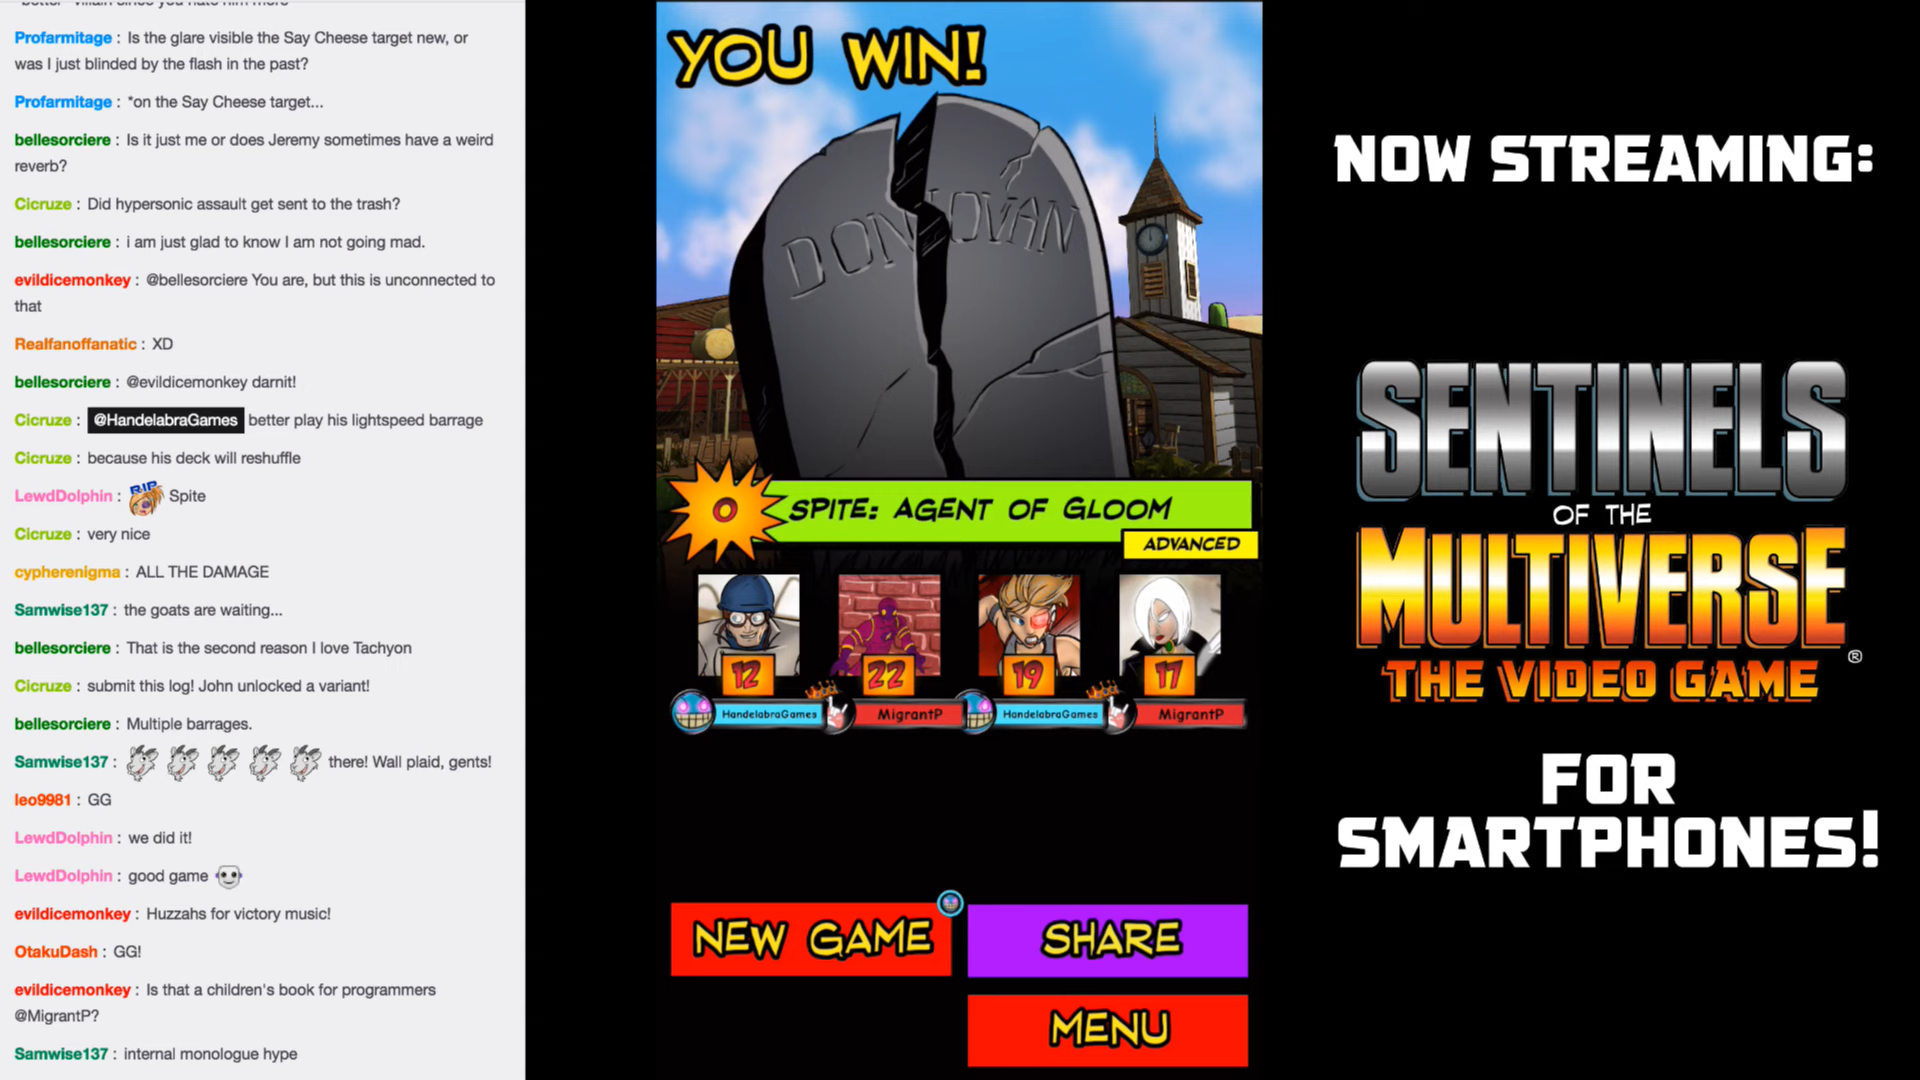 "better" villain since you hate him more
Profarmitage : Is the glare visible the Say Cheese target new, or
was I just blinded by the flash in the past?
Profarmitage : *on the Say Cheese target...
bellesorciere : Is it just me or does Jeremy sometimes have a weird
reverb?
Cicruze : Did hypersonic assault get sent to the trash?
bellesorciere : i am just glad to know I am not going mad.
evildicemonkey : @bellesorciere You are, but this is unconnected to
that
Realfanoffanatic : XD
bellesorciere : @evildicemonkey darnit!
Cicruze : @HandelabraGames better play his lightspeed barrage
Cicruze : because his deck will reshuffle
LewdDolphin : RIP Spite
Cicruze : very nice
cypherenigma : ALL THE DAMAGE
Samwise137 : the goats are waiting...
bellesorciere : That is the second reason I love Tachyon
Cicruze : submit this log! John unlocked a variant!
bellesorciere : Multiple barrages.
Samwise137 : there! Wall plaid, gents!
leo9981 : GG
LewdDolphin : we did it!
LewdDolphin : good game
evildicemonkey : Huzzahs for victory music!
OtakuDash : GG!
evildicemonkey : Is that a children's book for programmers
@MigrantP?
Samwise137 : internal monologue hype
YOU WIN!
DONOVAN
0 SPITE: AGENT OF GLOOM
ADVANCED
12 22 19 17
HandelabraGames MigrantP HandelabraGames MigrantP
NEW GAME SHARE
MENU
NOW STREAMING:
SENTINELS
OF THE
MULTIVERSE
®
THE VIDEO GAME
FOR
SMARTPHONES!